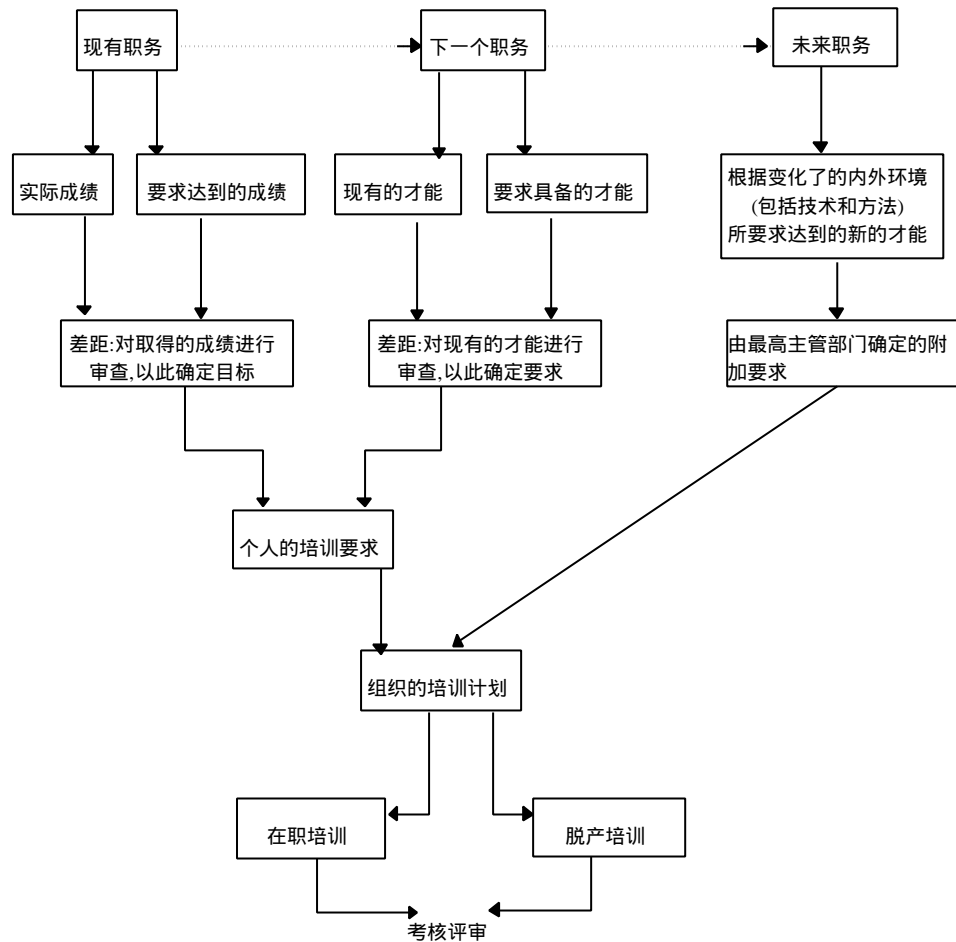 现有职务
下一个职务
未来职务
实际成绩
要求达到的成绩
现有的才能
要求具备的才能
根据变化了的内外环境
(包括技术和方法)
所要求达到的新的才能
差距:对取得的成绩进行
审查,以此确定目标
差距:对现有的才能进行
审查,以此确定要求
由最高主管部门确定的附
加要求
个人的培训要求
组织的培训计划
在职培训
脱产培训
考核评审